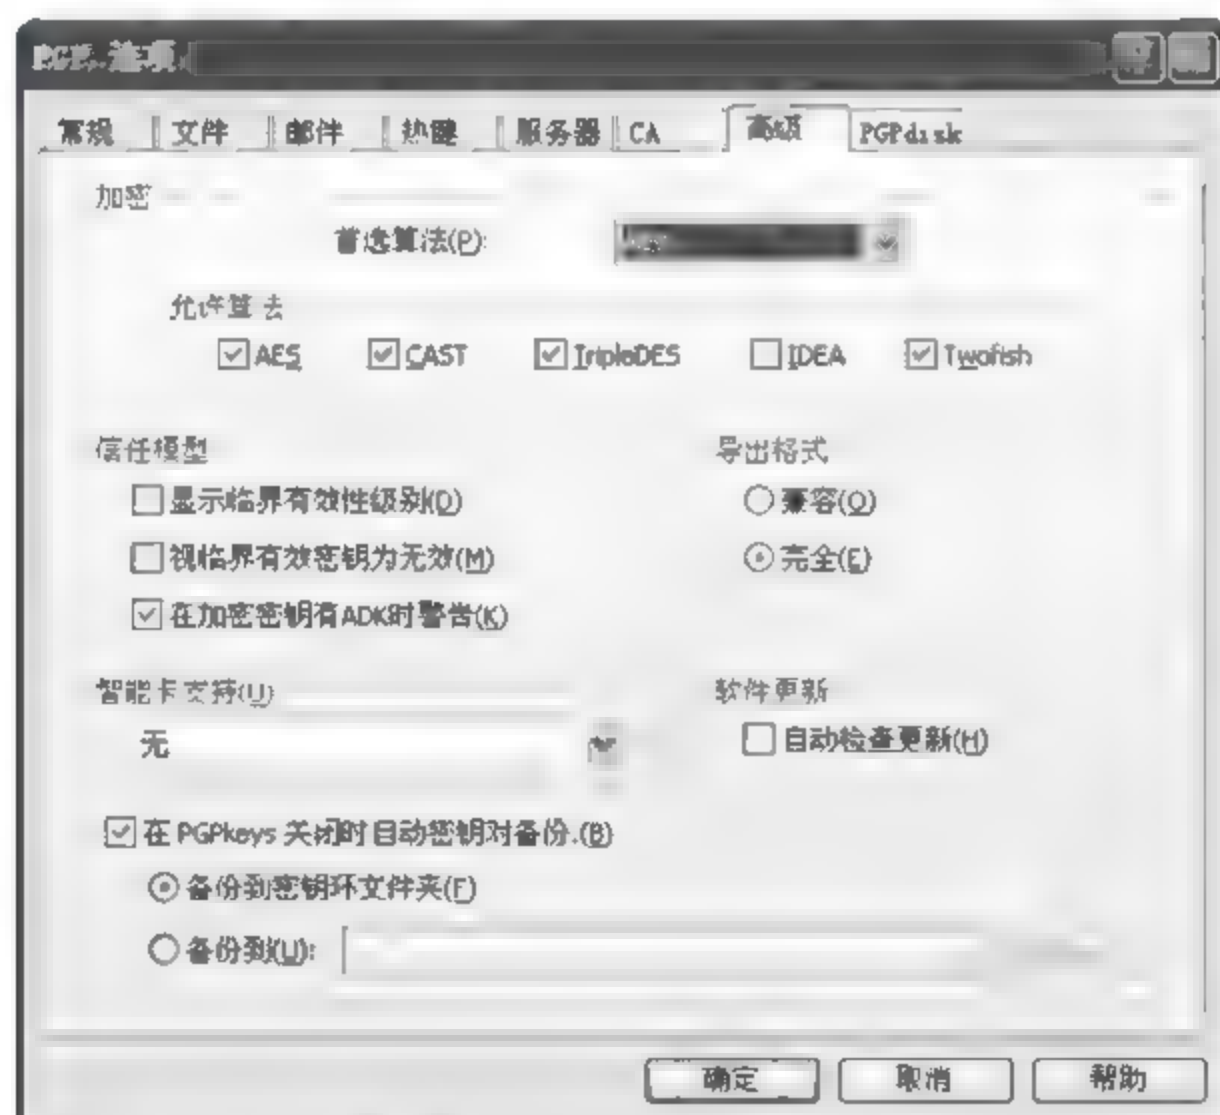 PGP 选项
常规 文件 邮件 热键 服务器 CA 高级 PGPdisk
加密
首选算法(P):
允许算法
AES CAST TripleDES IDEA Twofish
信任模型 导出格式
显示临界有效性级别(D) 兼容(O)
视临界有效密钥为无效(M) 完全(E)
在加密密钥有ADK时警告(K)
智能卡支持(U) 软件更新
无 自动检查更新(H)
在 PGPkeys 关闭时自动密钥对备份.(B)
备份到密钥环文件夹(F)
备份到(U):
确定 取消 帮助